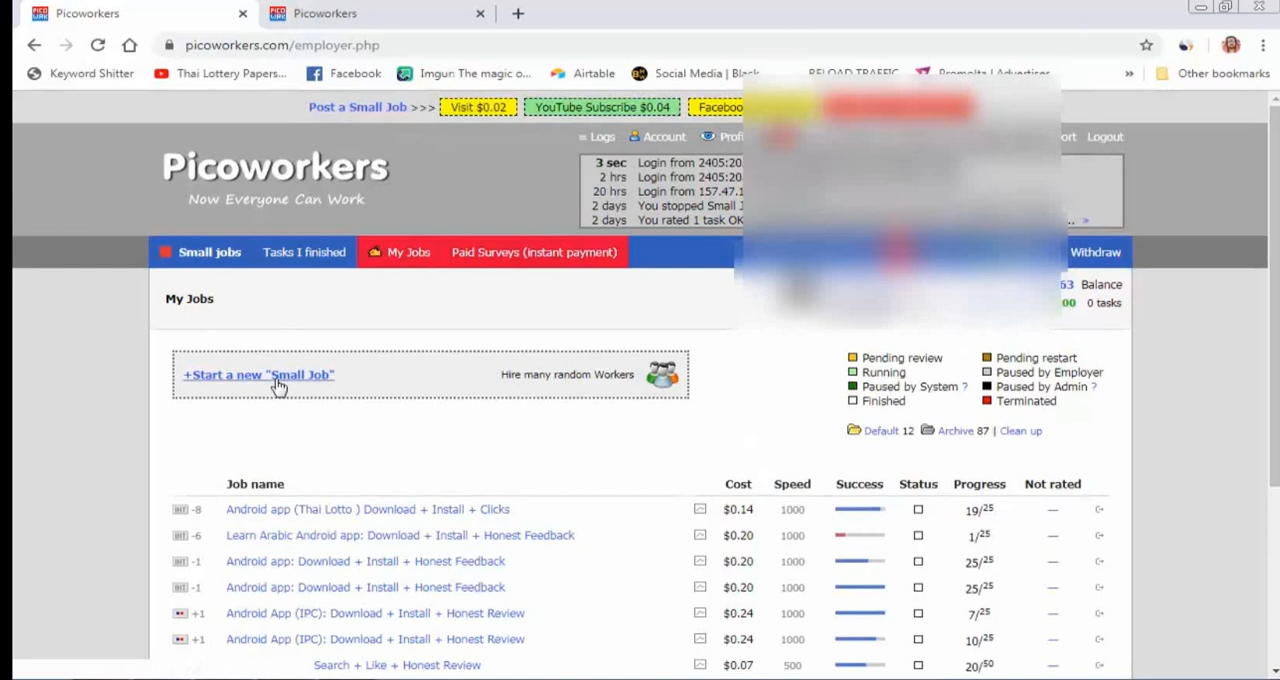 Picoworkers
Picoworkers
picoworkers.com/employer.php
Keyword Shitter Thai Lottery Papers... Facebook Imgur: The magic o... Airtable Social Media | Black RELOAD TRAFFIC Promolta | Advertiser » Other bookmarks
Post a Small Job >>> Visit $0.02 YouTube Subscribe $0.04
Logs Account Logout
Picoworkers
Now Everyone Can Work
3 sec Login from 2405:20
2 hrs Login from 2405:20
20 hrs Login from 157.47.1
2 days You stopped Small J
2 days You rated 1 task OK
Small jobs Tasks I finished My Jobs Paid Surveys (instant payment) Withdraw
63 Balance
00 0 tasks
My Jobs
+Start a new "Small Job" Hire many random Workers
Pending review Pending restart
Running Paused by Employer
Paused by System ? Paused by Admin ?
Finished Terminated
Default 12 Archive 87 | Clean up
Job name Cost Speed Success Status Progress Not rated
-8 Android app (Thai Lotto ) Download + Install + Clicks $0.14 1000 19/25 —
-6 Learn Arabic Android app: Download + Install + Honest Feedback $0.20 1000 1/25 —
-1 Android app: Download + Install + Honest Feedback $0.20 1000 25/25 —
-1 Android app: Download + Install + Honest Feedback $0.20 1000 25/25 —
+1 Android App (IPC): Download + Install + Honest Review $0.24 1000 7/25 —
+1 Android App (IPC): Download + Install + Honest Review $0.24 1000 10/25 —
Search + Like + Honest Review $0.07 500 20/50 —